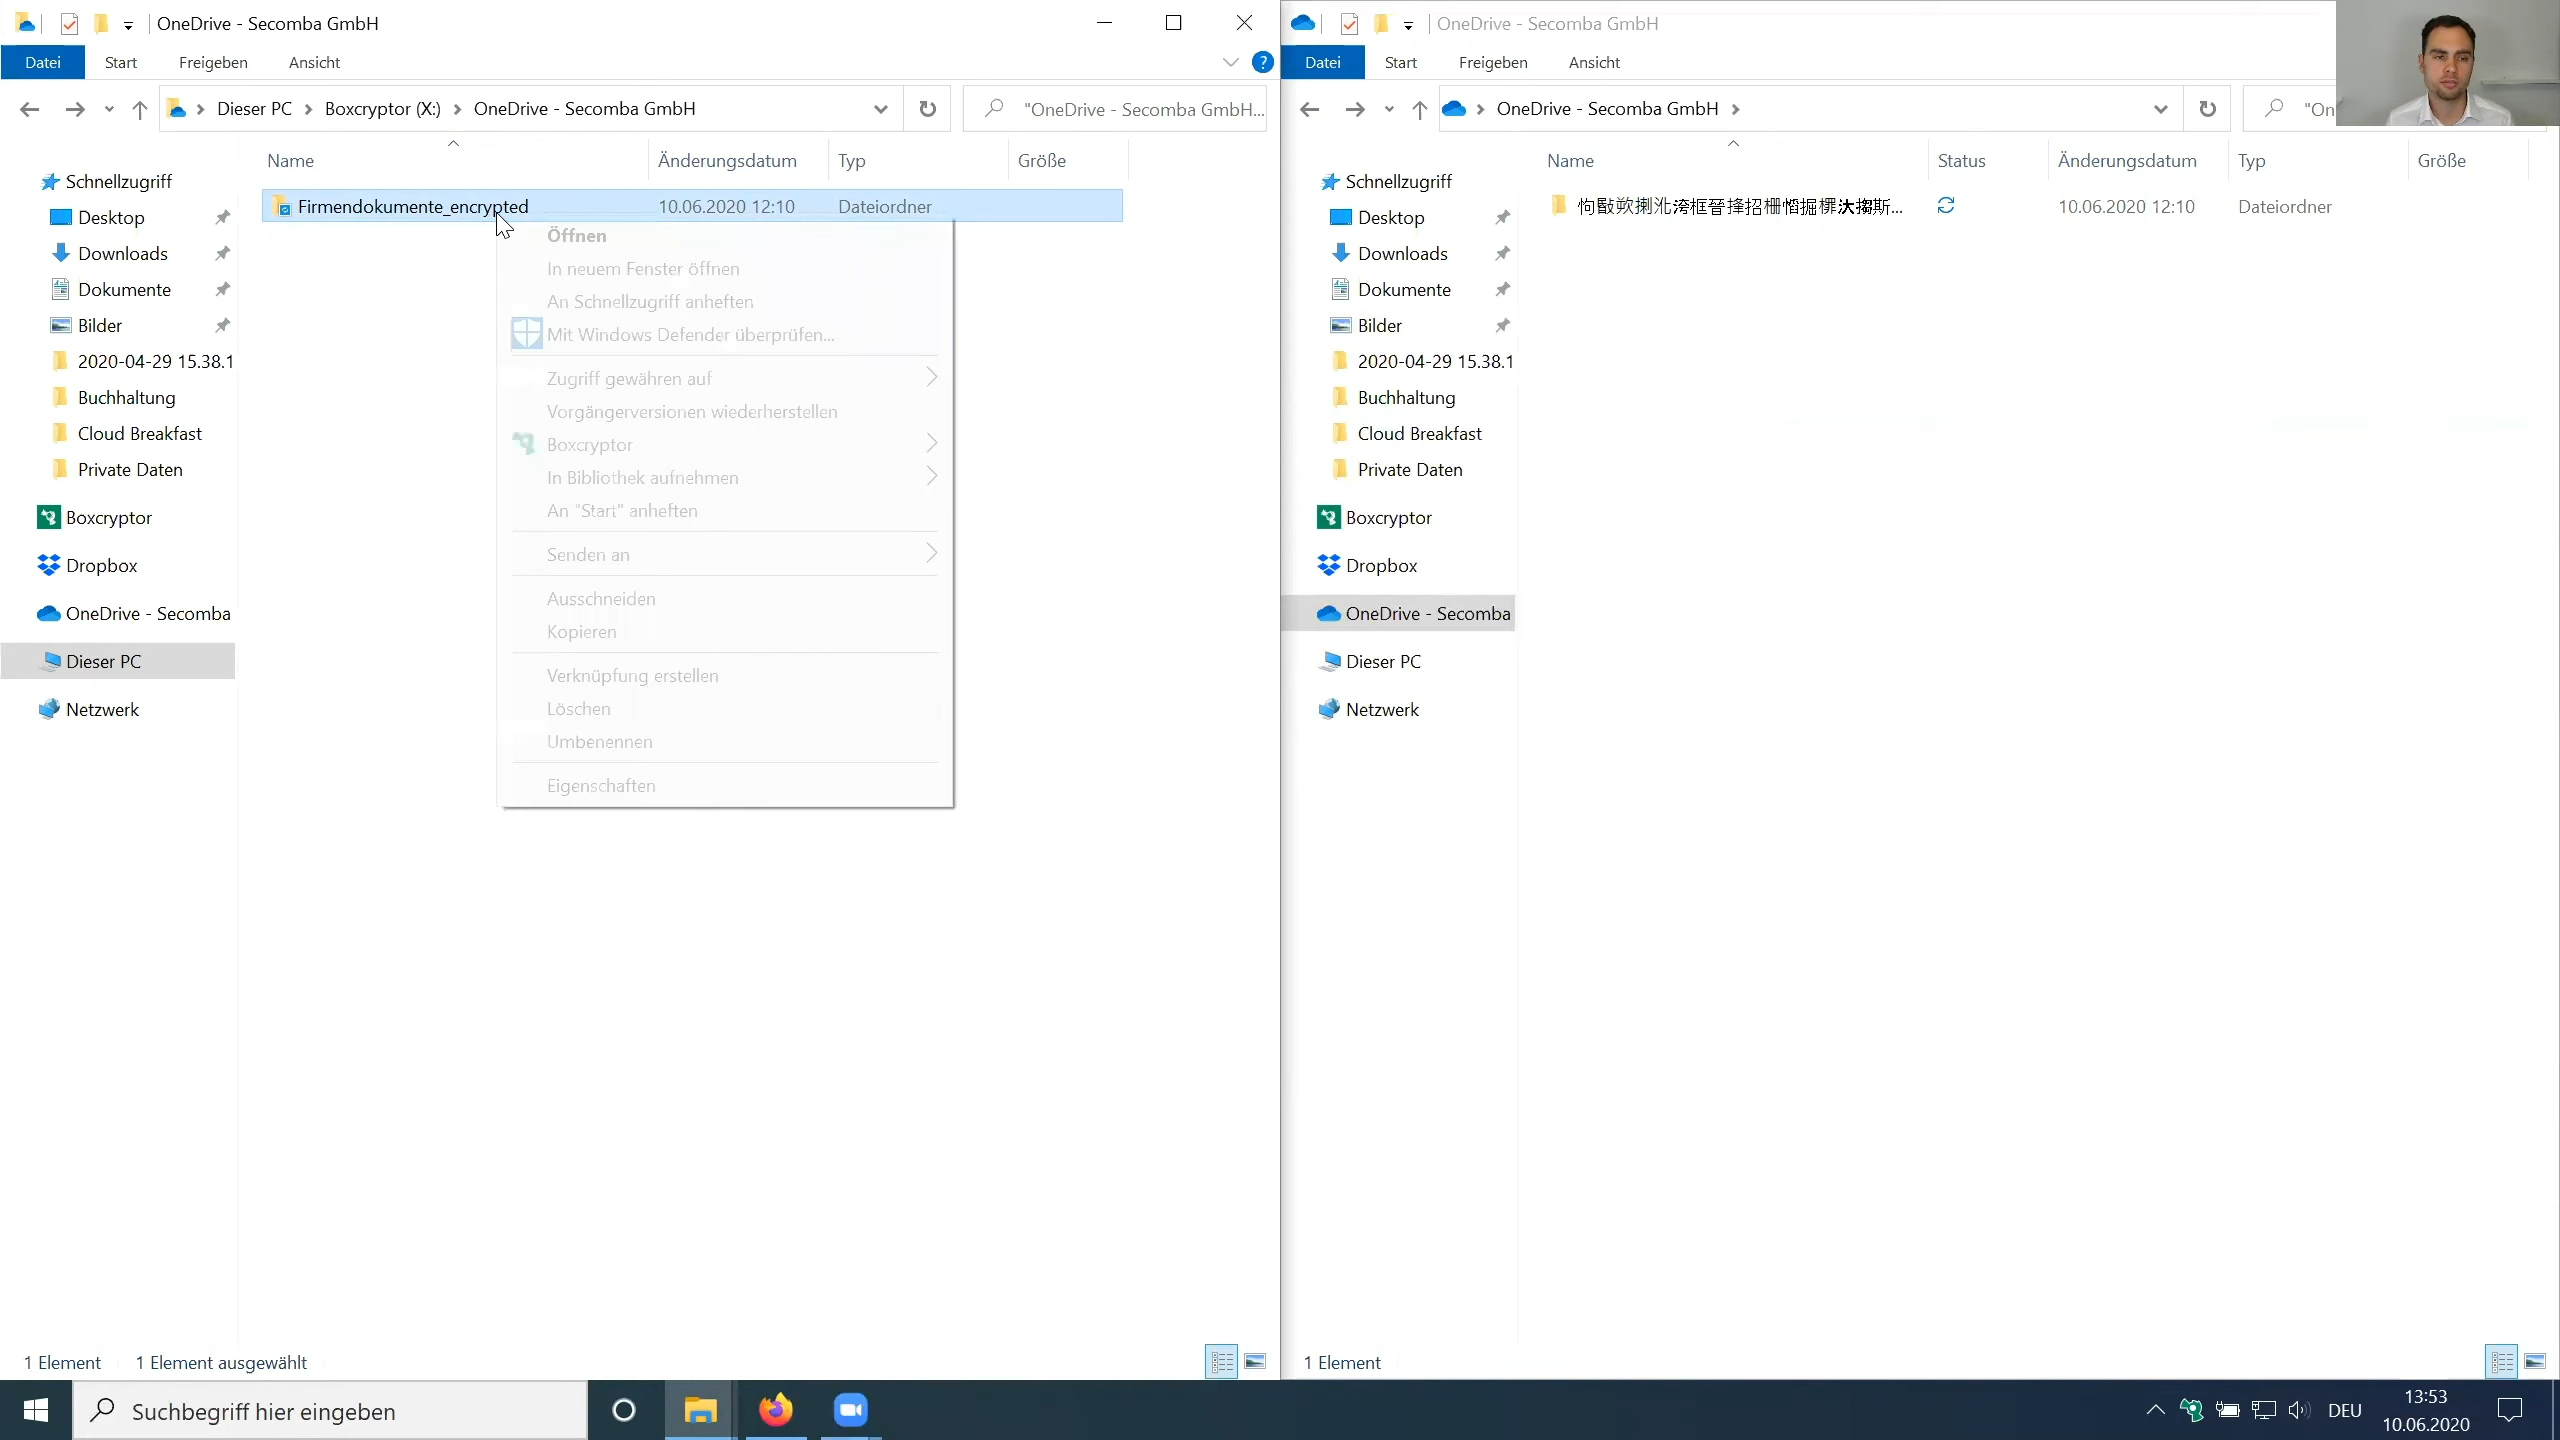 OneDrive - Secomba GmbH
Datei Start Freigeben Ansicht
Dieser PC Boxcryptor (X:) OneDrive - Secomba GmbH
"OneDrive - Secomba GmbH...
Name Änderungsdatum Typ Größe
Schnellzugriff
Desktop
Downloads
Dokumente
Bilder
2020-04-29 15.38.1
Buchhaltung
Cloud Breakfast
Private Daten
Boxcryptor
Dropbox
OneDrive - Secomba
Dieser PC
Netzwerk
Firmendokumente_encrypted 10.06.2020 12:10 Dateiordner
Öffnen
In neuem Fenster öffnen
An Schnellzugriff anheften
Mit Windows Defender überprüfen...
Zugriff gewähren auf
Vorgängerversionen wiederherstellen
Boxcryptor
In Bibliothek aufnehmen
An "Start" anheften
Senden an
Ausschneiden
Kopieren
Verknüpfung erstellen
Löschen
Umbenennen
Eigenschaften
1 Element 1 Element ausgewählt
OneDrive - Secomba GmbH
Datei Start Freigeben Ansicht
OneDrive - Secomba GmbH
"On
Name Status Änderungsdatum Typ Größe
Schnellzugriff
Desktop
Downloads
Dokumente
Bilder
2020-04-29 15.38.1
Buchhaltung
Cloud Breakfast
Private Daten
Boxcryptor
Dropbox
OneDrive - Secomba
Dieser PC
Netzwerk
10.06.2020 12:10 Dateiordner
1 Element
Suchbegriff hier eingeben
DEU
13:53
10.06.2020